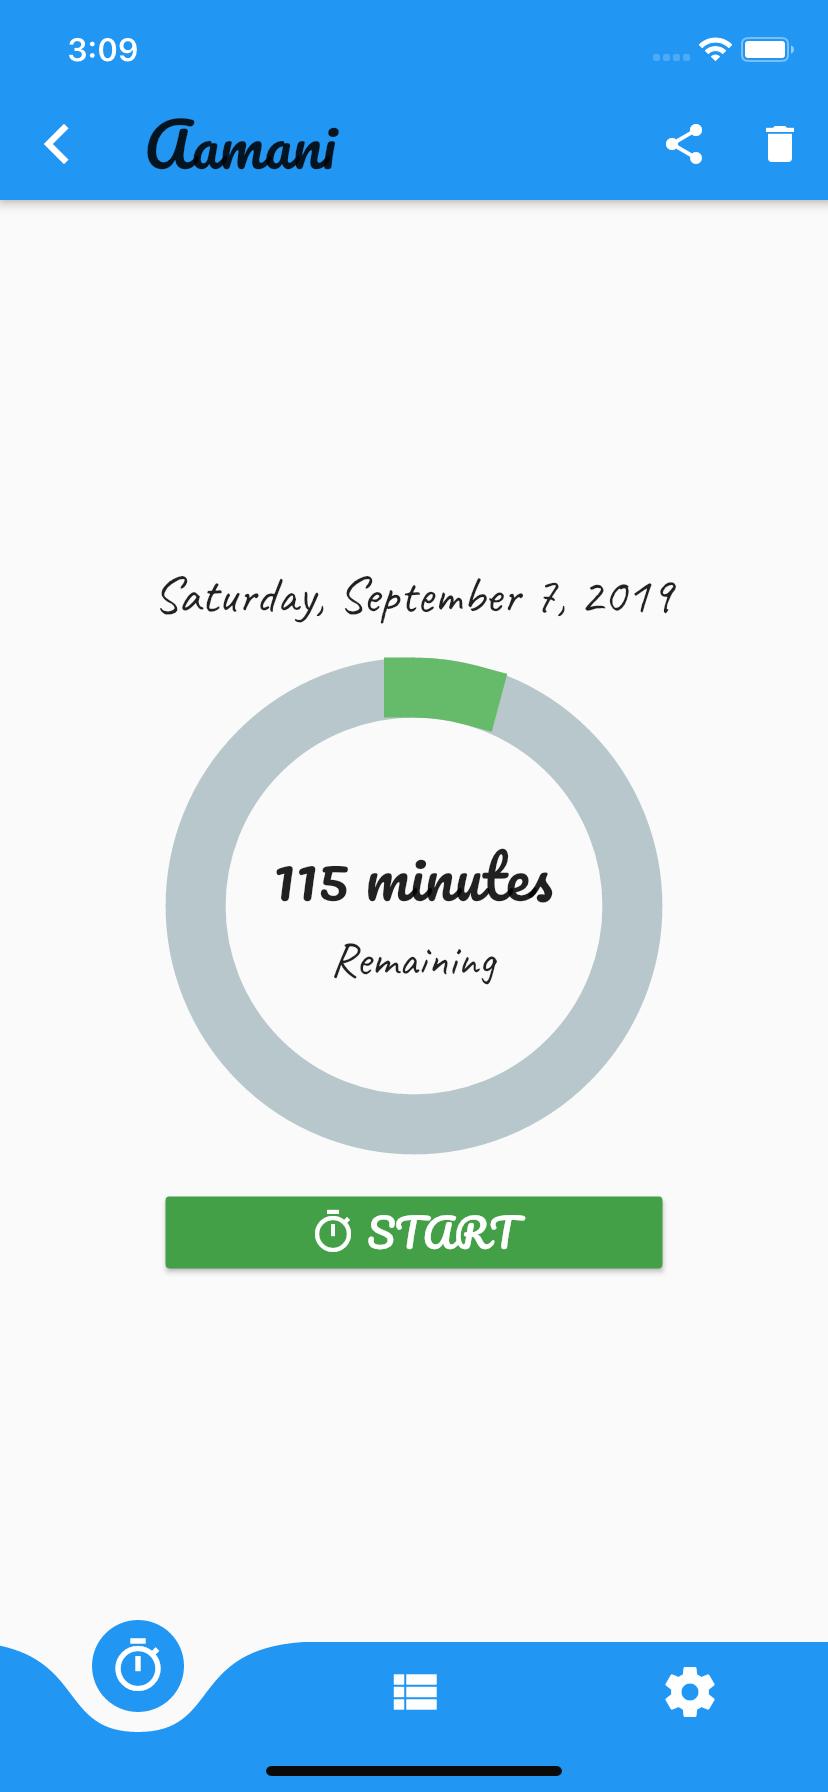 3:09
Aamani
Saturday, September 7, 2019
115 minutes
Remaining
START